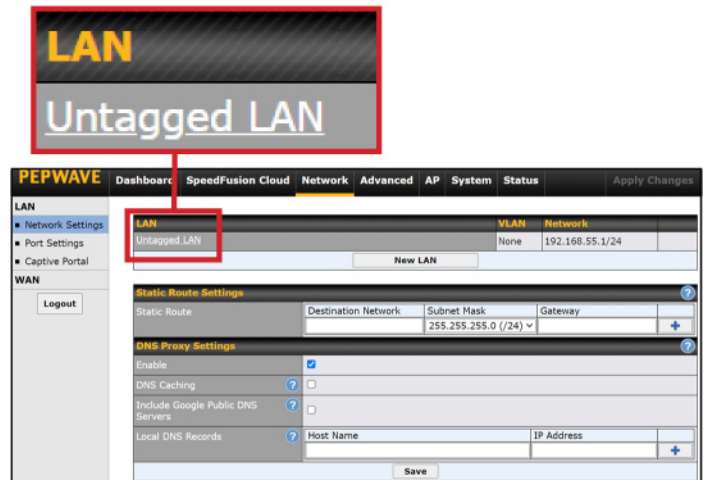 LAN
Untagged LAN
PEPWAVE Dashboard SpeedFusion Cloud Network Advanced AP System Status Apply Changes
LAN
Network Settings
Port Settings
Captive Portal
WAN
Logout
LAN VLAN Network
Untagged LAN None 192.168.55.1/24
New LAN
Static Route Settings ?
Static Route Destination Network Subnet Mask Gateway
255.255.255.0 (/24) +
DNS Proxy Settings ?
Enable
DNS Caching ?
Include Google Public DNS ?
Servers
Local DNS Records ? Host Name IP Address
+
Save